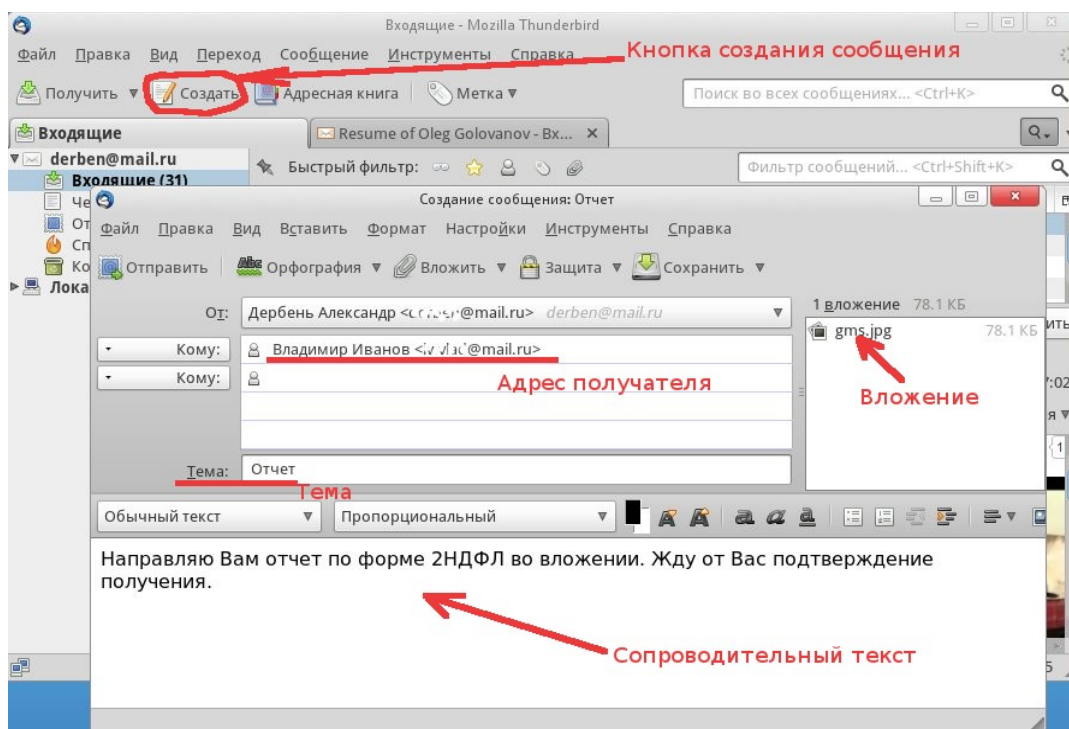 Входящие - Mozilla Thunderbird
Файл Правка Вид Переход Сообщение Инструменты Справка
Кнопка создания сообщения
Получить Создать Адресная книга Метка
Поиск во всех сообщениях... <Ctrl+K>
Входящие
Resume of Oleg Golovanov - Вх...
derben@mail.ru
Быстрый фильтр:
Фильтр сообщений... <Ctrl+Shift+K>
Входящие (31)
Создание сообщения: Отчет
Файл Правка Вид Вставить Формат Настройки Инструменты Справка
Отправить Орфография Вложить Защита Сохранить
От: Дербень Александр @mail.ru> derben@mail.ru
1 вложение 78.1 КБ
gms.jpg 78.1 КБ
Кому: Владимир Иванов @mail.ru>
Кому:
Адрес получателя
Вложение
Тема: Отчет
Тема
Обычный текст Пропорциональный
Направляю Вам отчет по форме 2НДФЛ во вложении. Жду от Вас подтверждение
получения.
Сопроводительный текст